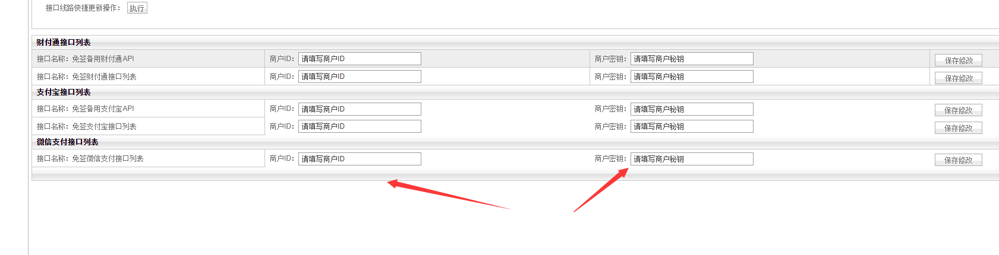 接口线路快捷更新操作： 执行
财付通接口列表
接口名称：免签备用财付通API 商户ID： 请填写商户ID 商户密钥： 请填写商户秘钥 保存修改
接口名称：免签财付通接口列表 商户ID： 请填写商户ID 商户密钥： 请填写商户秘钥 保存修改
支付宝接口列表
接口名称：免签备用支付宝API 商户ID： 请填写商户ID 商户密钥： 请填写商户秘钥 保存修改
接口名称：免签支付宝接口列表 商户ID： 请填写商户ID 商户密钥： 请填写商户秘钥 保存修改
微信支付接口列表
接口名称：免签微信支付接口列表 商户ID： 请填写商户ID 商户密钥： 请填写商户秘钥 保存修改